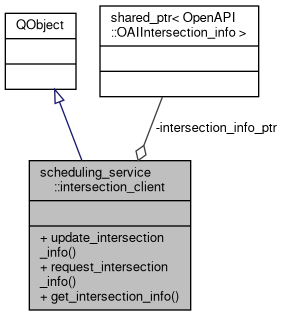 QObject
shared_ptr< OpenAPI
::OAIIntersection_info >
-intersection_info_ptr
scheduling_service
::intersection_client
+ update_intersection
_info()
+ request_intersection
_info()
+ get_intersection_info()